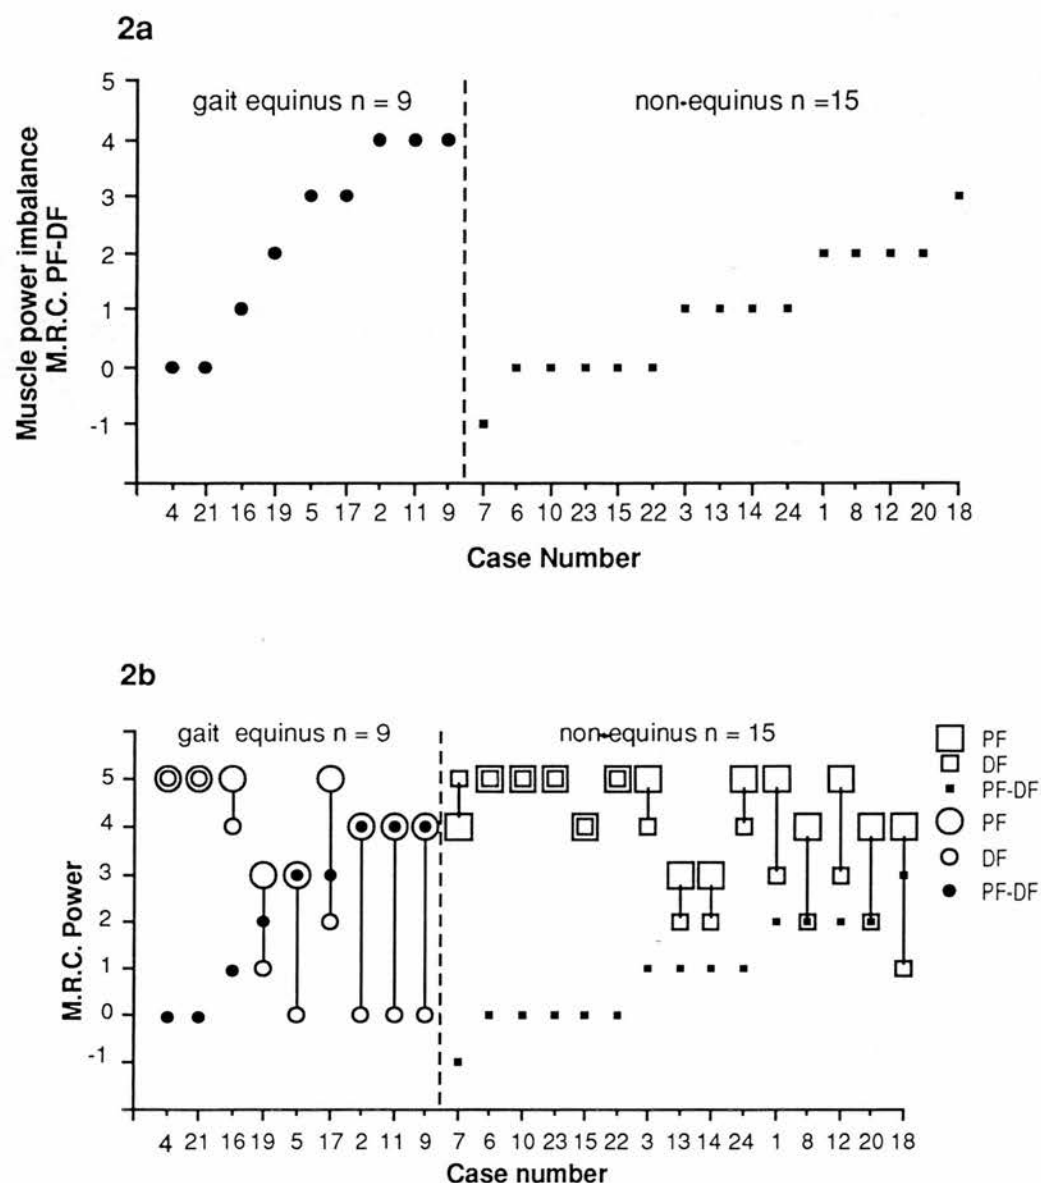 2a
gait equinus n = 9
non-equinus n =15
Muscle power imbalance
M.R.C. PF-DF
5
4
3
2
1
0
-1
4 21 16 19 5 17 2 11 9 7 6 10 23 15 22 3 13 14 24 1 8 12 20 18
Case Number
2b
gait equinus n = 9
non-equinus n = 15
PF
DF
PF-DF
PF
DF
PF-DF
M.R.C. Power
5
4
3
2
1
0
-1
4 21 16 19 5 17 2 11 9 7 6 10 23 15 22 3 13 14 24 1 8 12 20 18
Case number